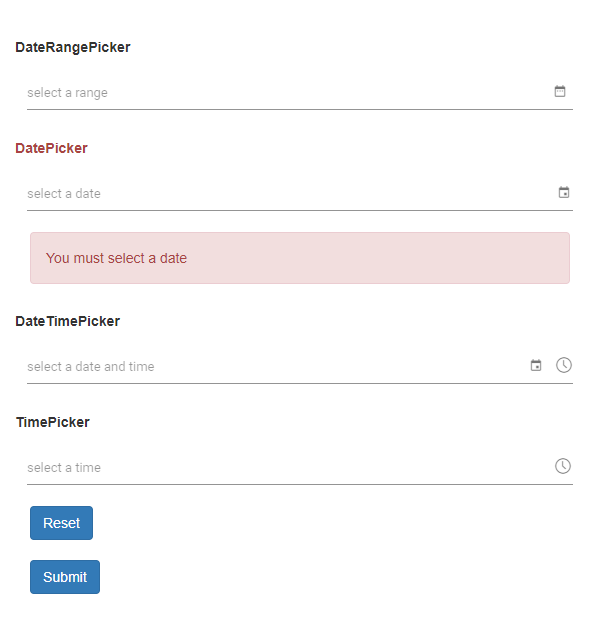 DateRangePicker
select a range
DatePicker
select a date
You must select a date
DateTimePicker
select a date and time
TimePicker
select a time
Reset
Submit